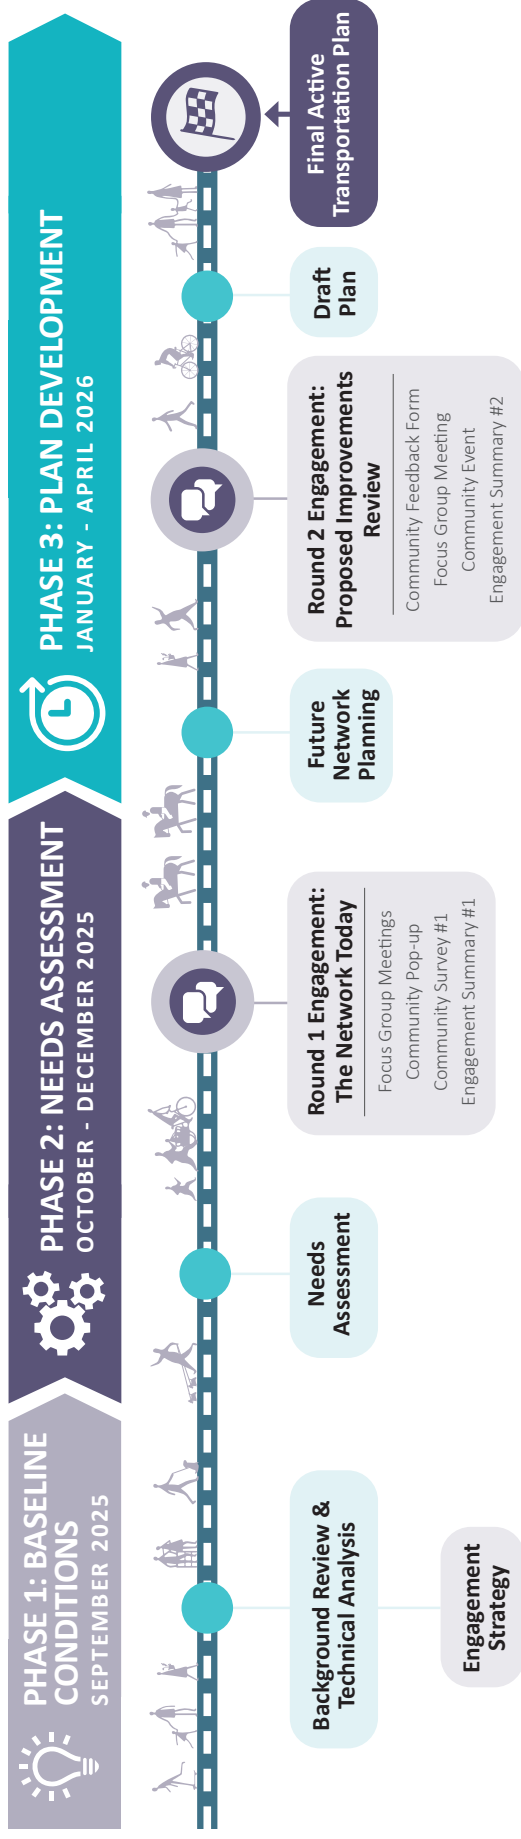 PHASE 1: BASELINE
CONDITIONS
SEPTEMBER 2025
PHASE 2: NEEDS ASSESSMENT
OCTOBER - DECEMBER 2025
PHASE 3: PLAN DEVELOPMENT
JANUARY - APRIL 2026
Background Review &
Technical Analysis
Engagement
Strategy
Needs
Assessment
Round 1 Engagement:
The Network Today
Focus Group Meetings
Community Pop-up
Community Survey #1
Engagement Summary #1
Future
Network
Planning
Round 2 Engagement:
Proposed Improvements
Review
Community Feedback Form
Focus Group Meeting
Community Event
Engagement Summary #2
Draft
Plan
Final Active
Transportation Plan